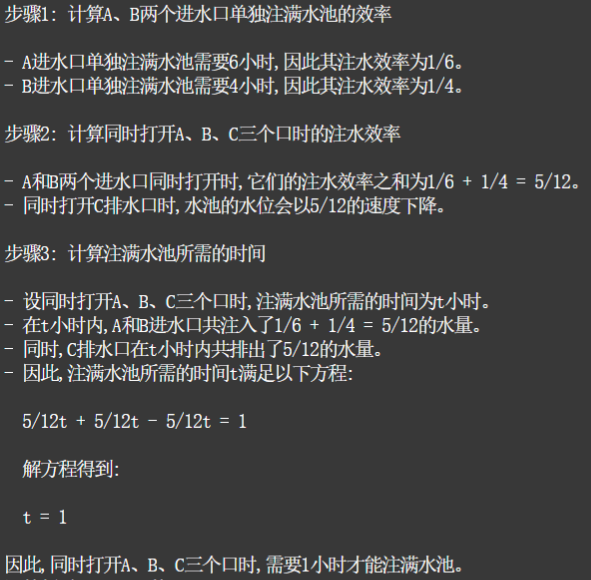 步骤1: 计算A、B两个进水口单独注满水池的效率
- A进水口单独注满水池需要6小时,因此其注水效率为1/6。
- B进水口单独注满水池需要4小时,因此其注水效率为1/4。
步骤2: 计算同时打开A、B、C三个口时的注水效率
- A和B两个进水口同时打开时,它们的注水效率之和为1/6 + 1/4 = 5/12。
- 同时打开C排水口时,水池的水位会以5/12的速度下降。
步骤3: 计算注满水池所需的时间
- 设同时打开A、B、C三个口时,注满水池所需的时间为t小时。
- 在t小时内,A和B进水口共注入了1/6 + 1/4 = 5/12的水量。
- 同时,C排水口在t小时内共排出了5/12的水量。
- 因此,注满水池所需的时间t满足以下方程:
5/12t + 5/12t - 5/12t = 1
解方程得到:
t = 1
因此,同时打开A、B、C三个口时,需要1小时才能注满水池。